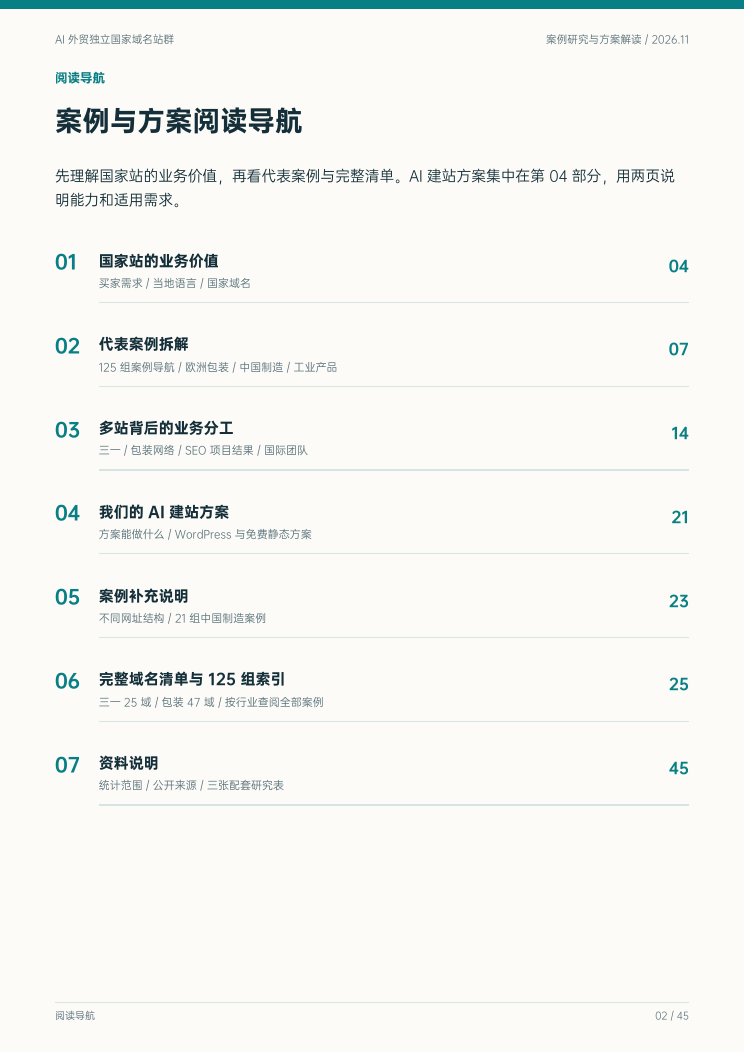 AI 外贸独立国家域名站群
案例研究与方案解读 / 2026.11
阅读导航
案例与方案阅读导航
先理解国家站的业务价值，再看代表案例与完整清单。AI 建站方案集中在第 04 部分，用两页说
明能力和适用需求。
01 国家站的业务价值 04
买家需求 / 当地语言 / 国家域名
02 代表案例拆解 07
125 组案例导航 / 欧洲包装 / 中国制造 / 工业产品
03 多站背后的业务分工 14
三一 / 包装网络 / SEO 项目结果 / 国际团队
04 我们的 AI 建站方案 21
方案能做什么 / WordPress 与免费静态方案
05 案例补充说明 23
不同网址结构 / 21 组中国制造案例
06 完整域名清单与 125 组索引 25
三一 25 域 / 包装 47 域 / 按行业查阅全部案例
07 资料说明 45
统计范围 / 公开来源 / 三张配套研究表
阅读导航
02 / 45